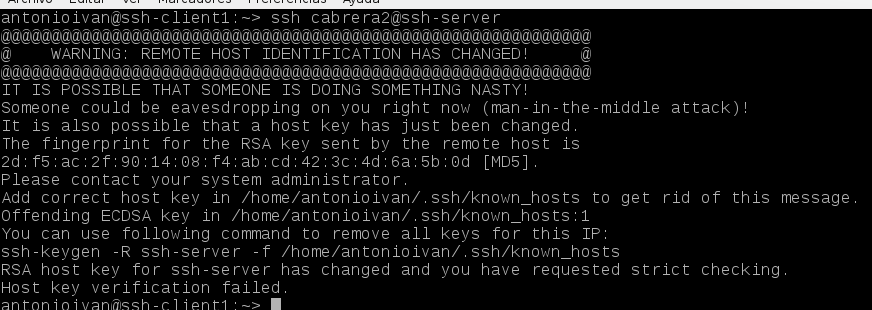 Archivo Editar Ver Marcadores Preferencias Ayuda
antonioivan@ssh-client1:~> ssh cabrera2@ssh-server
@@@@@@@@@@@@@@@@@@@@@@@@@@@@@@@@@@@@@@@@@@@@@@@@@@@@@@@@@@@
@    WARNING: REMOTE HOST IDENTIFICATION HAS CHANGED!     @
@@@@@@@@@@@@@@@@@@@@@@@@@@@@@@@@@@@@@@@@@@@@@@@@@@@@@@@@@@@
IT IS POSSIBLE THAT SOMEONE IS DOING SOMETHING NASTY!
Someone could be eavesdropping on you right now (man-in-the-middle attack)!
It is also possible that a host key has just been changed.
The fingerprint for the RSA key sent by the remote host is
2d:f5:ac:2f:90:14:08:f4:ab:cd:42:3c:4d:6a:5b:0d [MD5].
Please contact your system administrator.
Add correct host key in /home/antonioivan/.ssh/known_hosts to get rid of this message.
Offending ECDSA key in /home/antonioivan/.ssh/known_hosts:1
You can use following command to remove all keys for this IP:
ssh-keygen -R ssh-server -f /home/antonioivan/.ssh/known_hosts
RSA host key for ssh-server has changed and you have requested strict checking.
Host key verification failed.
antonioivan@ssh-client1:~>